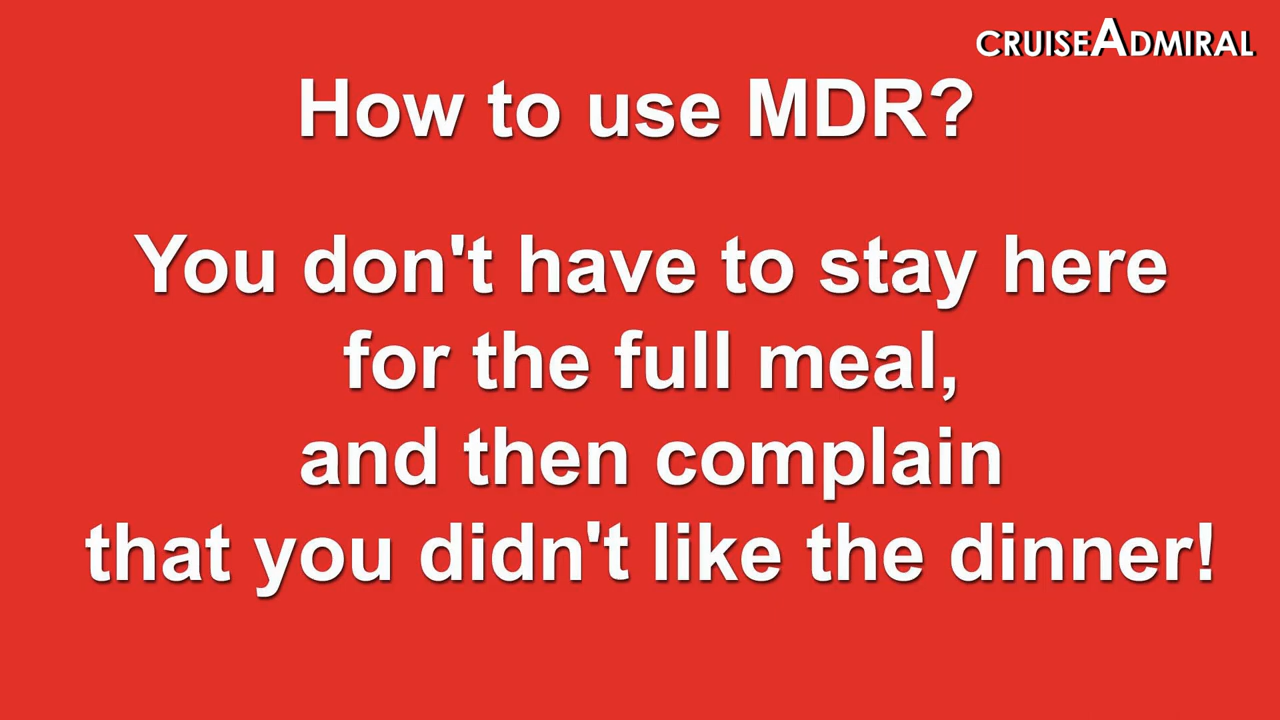 CRUISEADMIRAL
How to use MDR?
You don't have to stay here
for the full meal,
and then complain
that you didn't like the dinner!